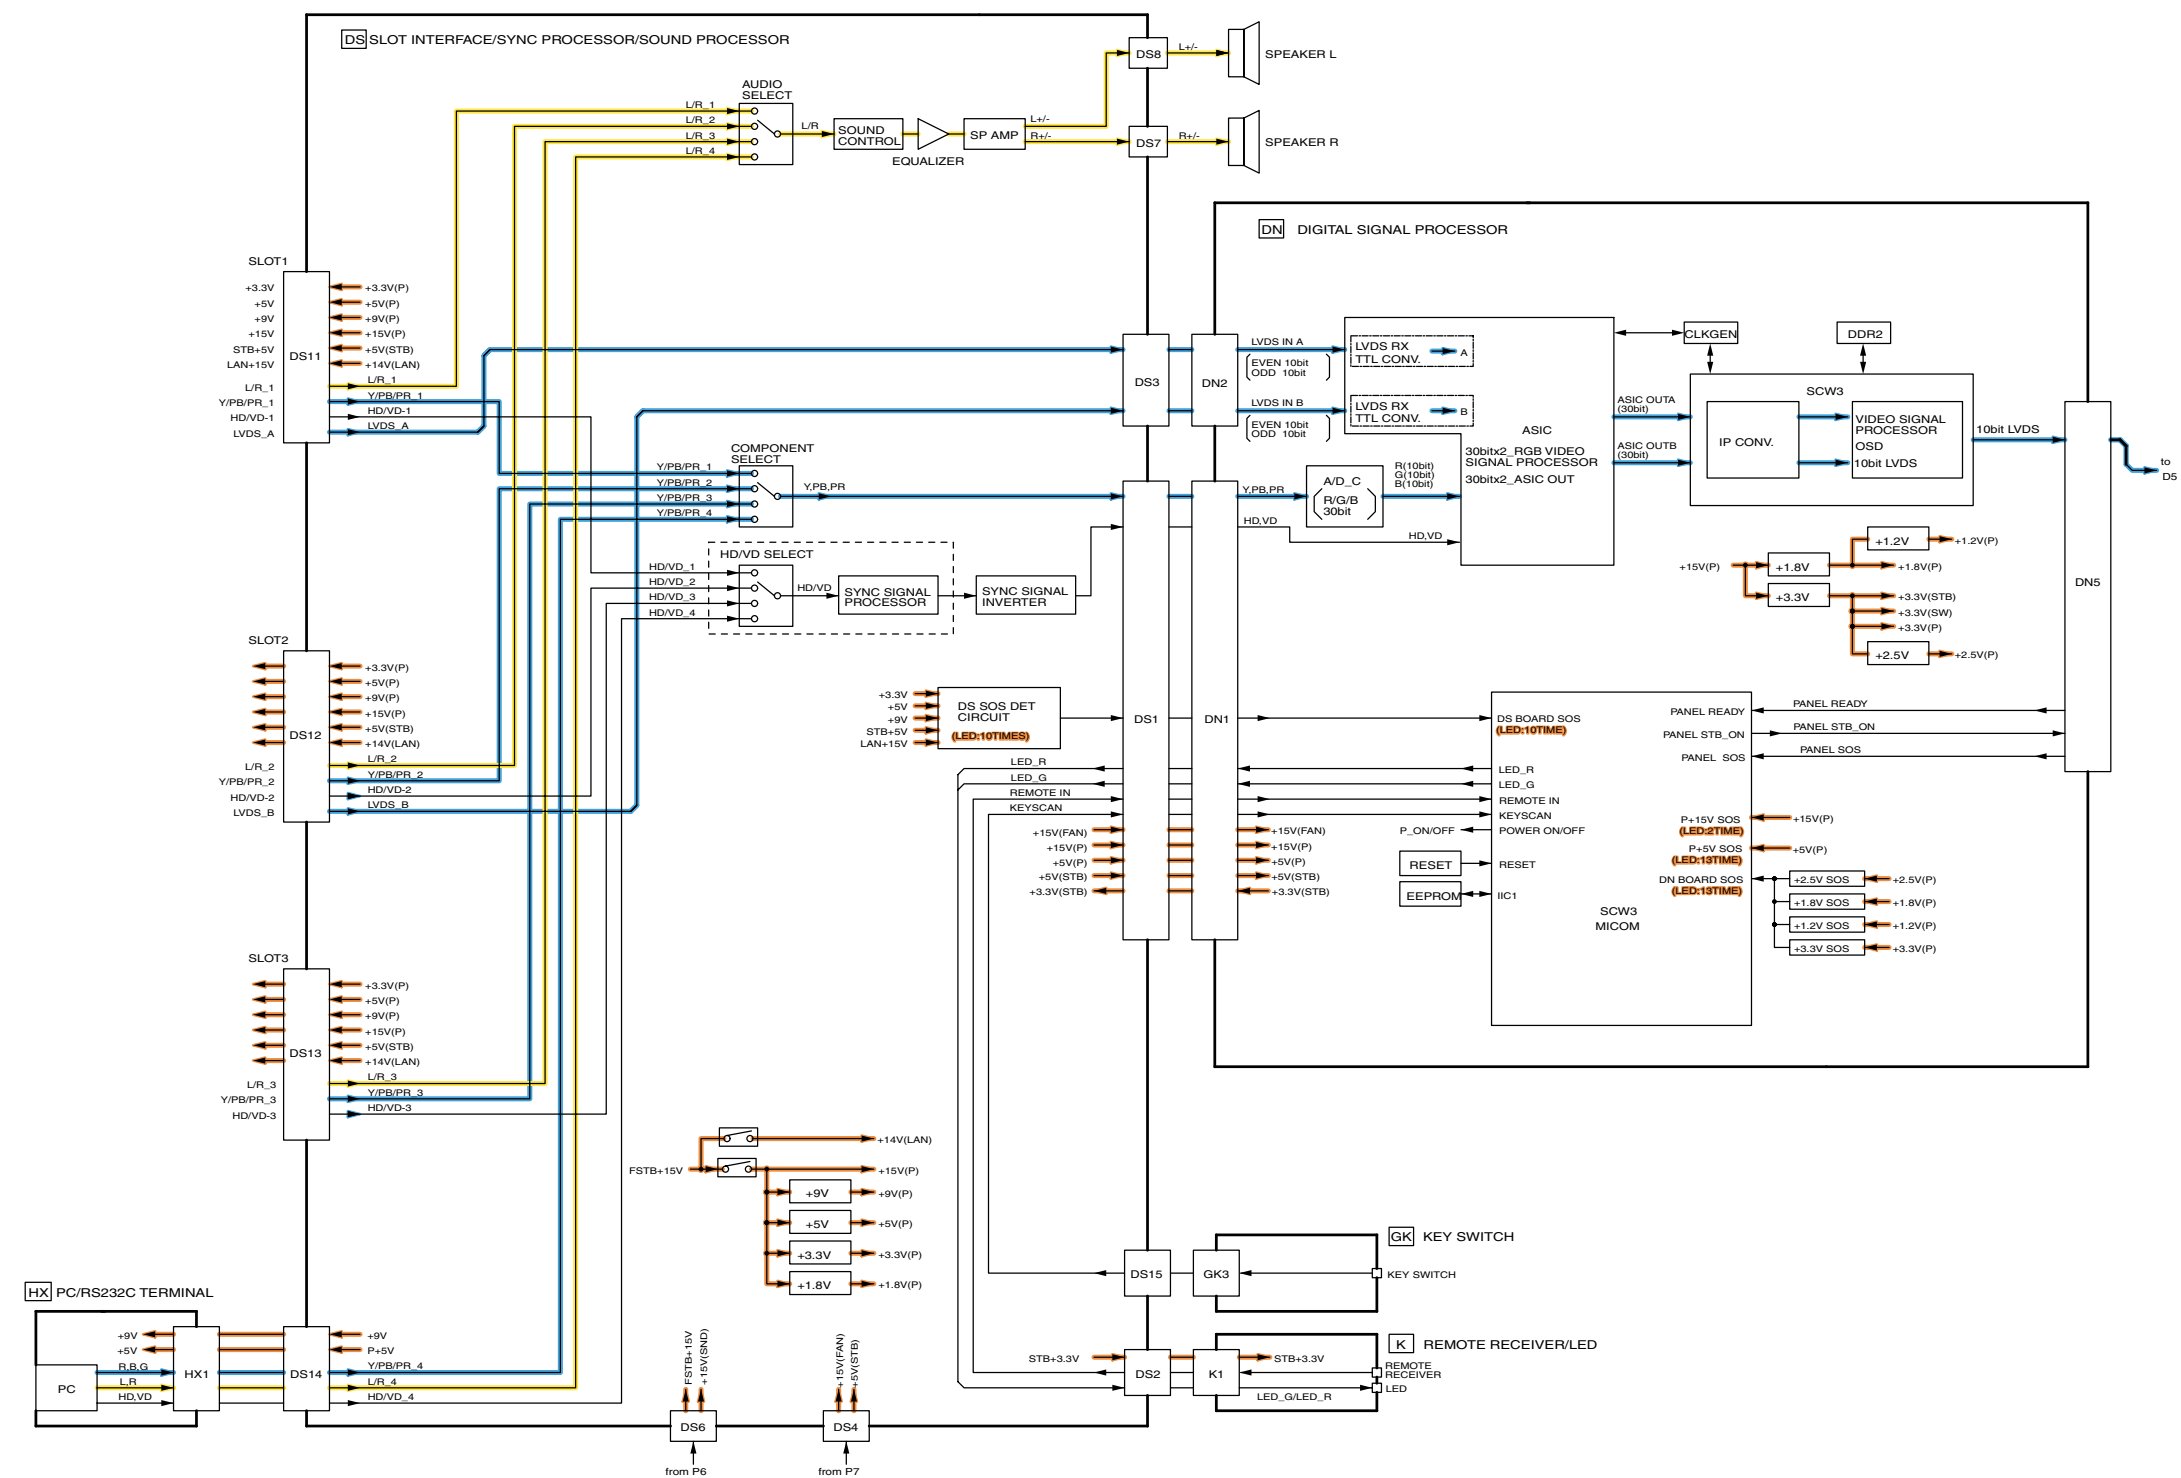 DS SLOT INTERFACE/SYNC PROCESSOR/SOUND PROCESSOR
AUDIO
SELECT
L/R_1
L/R_2
L/R_3
L/R_4
L/R
SOUND
CONTROL
EQUALIZER
SP AMP
L+/-
R+/-
DS8
L+/-
SPEAKER L
DS7
R+/-
SPEAKER R
SLOT1
+3.3V
+5V
+9V
+15V
STB+5V
LAN+15V
L/R_1
Y/PB/PR_1
HD/VD-1
LVDS_A
DS11
+3.3V(P)
+5V(P)
+9V(P)
+15V(P)
+5V(STB)
+14V(LAN)
L/R_1
Y/PB/PR_1
HD/VD-1
LVDS_A
COMPONENT
SELECT
Y/PB/PR_1
Y/PB/PR_2
Y/PB/PR_3
Y/PB/PR_4
Y,PB,PR
HD/VD SELECT
HD/VD_1
HD/VD_2
HD/VD_3
HD/VD_4
HD/VD
SYNC SIGNAL
PROCESSOR
SYNC SIGNAL
INVERTER
SLOT2
L/R_2
Y/PB/PR_2
HD/VD-2
LVDS_B
DS12
+3.3V(P)
+5V(P)
+9V(P)
+15V(P)
+5V(STB)
+14V(LAN)
L/R_2
Y/PB/PR_2
HD/VD-2
LVDS_B
+3.3V
+5V
+9V
STB+5V
LAN+15V
DS SOS DET
CIRCUIT
(LED:10TIMES)
LED_R
LED_G
REMOTE IN
KEYSCAN
+15V(FAN)
+15V(P)
+5V(P)
+5V(STB)
+3.3V(STB)
SLOT3
L/R_3
Y/PB/PR_3
HD/VD-3
DS13
+3.3V(P)
+5V(P)
+9V(P)
+15V(P)
+5V(STB)
+14V(LAN)
L/R_3
Y/PB/PR_3
HD/VD-3
FSTB+15V
+14V(LAN)
+15V(P)
+9V
+9V(P)
+5V
+5V(P)
+3.3V
+3.3V(P)
+1.8V
+1.8V(P)
HX PC/RS232C TERMINAL
+9V
+5V
R,B,G
L,R
HD,VD
PC
HX1
DS14
+9V
P+5V
Y/PB/PR_4
L/R_4
HD/VD_4
FSTB+15V
+15V(SND)
DS6
from P6
+15V(FAN)
+5V(STB)
DS4
from P7
DS3
DN2
DS1
DN1
DN DIGITAL SIGNAL PROCESSOR
LVDS IN A
EVEN 10bit
ODD 10bit
LVDS IN B
EVEN 10bit
ODD 10bit
LVDS RX
TTL CONV.
A
LVDS RX
TTL CONV.
B
ASIC
30bitx2_RGB VIDEO
SIGNAL PROCESSOR
30bitx2_ASIC OUT
Y,PB,PR
HD,VD
A/D_C
R/G/B
30bit
R(10bit)
G(10bit)
B(10bit)
HD,VD
CLKGEN
DDR2
ASIC OUTA
(30bit)
ASIC OUTB
(30bit)
SCW3
IP CONV.
VIDEO SIGNAL
PROCESSOR
OSD
10bit LVDS
10bit LVDS
to
D5
DN5
+15V(P)
+1.8V
+3.3V
+1.2V
+1.2V(P)
+1.8V(P)
+3.3V(STB)
+3.3V(SW)
+3.3V(P)
+2.5V
+2.5V(P)
DS BOARD SOS
(LED:10TIME)
LED_R
LED_G
REMOTE IN
KEYSCAN
POWER ON/OFF
P_ON/OFF
RESET
RESET
EEPROM
IIC1
+15V(FAN)
+15V(P)
+5V(P)
+5V(STB)
+3.3V(STB)
SCW3
MICOM
PANEL READY
PANEL STB_ON
PANEL SOS
PANEL READY
PANEL STB_ON
PANEL SOS
P+15V SOS
(LED:2TIME)
+15V(P)
P+5V SOS
(LED:13TIME)
+5V(P)
DN BOARD SOS
(LED:13TIME)
+2.5V SOS
+2.5V(P)
+1.8V SOS
+1.8V(P)
+1.2V SOS
+1.2V(P)
+3.3V SOS
+3.3V(P)
DS15
GK3
GK KEY SWITCH
KEY SWITCH
STB+3.3V
DS2
K1
STB+3.3V
K REMOTE RECEIVER/LED
REMOTE
RECEIVER
LED
LED_G/LED_R